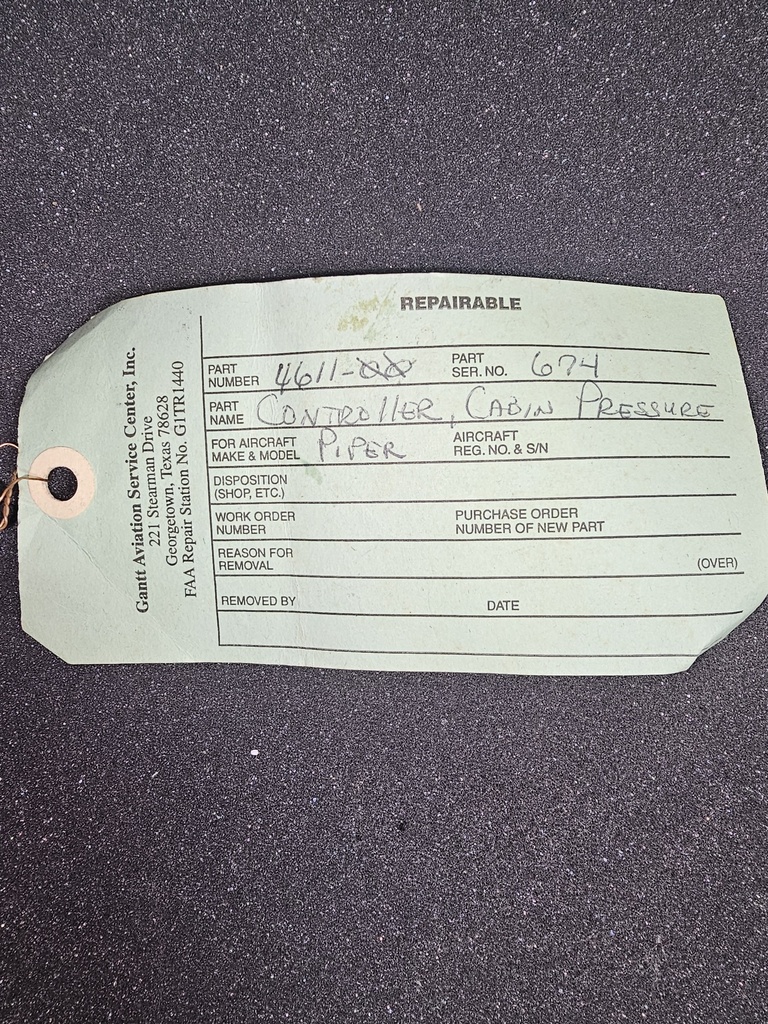 REPAIRABLE
Gantt Aviation Service Center, Inc.
221 Stearman Drive
Georgetown, Texas 78628
FAA Repair Station No. G1TR1440
PART NUMBER 4611- PART SER. NO. 674
PART NAME CONTROllER, CABIN PRESSURE
FOR AIRCRAFT MAKE & MODEL PIPER AIRCRAFT REG. NO. & S/N
DISPOSITION (SHOP, ETC.)
WORK ORDER NUMBER PURCHASE ORDER NUMBER OF NEW PART
REASON FOR REMOVAL (OVER)
REMOVED BY DATE